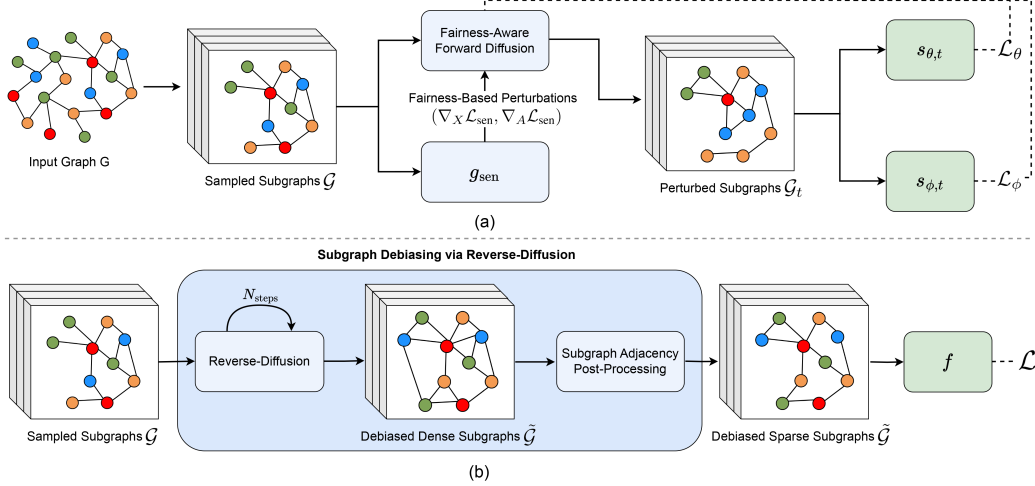 Input Graph G
Sampled Subgraphs 𝒢
Fairness-Aware
Forward Diffusion
Fairness-Based Perturbations
(∇_X ℒ_sen, ∇_A ℒ_sen)
g_sen
Perturbed Subgraphs 𝒢_t
s_θ,t
ℒ_θ
s_ϕ,t
ℒ_ϕ
(a)
Subgraph Debiasing via Reverse-Diffusion
Sampled Subgraphs 𝒢
N_steps
Reverse-Diffusion
Debiased Dense Subgraphs 𝒢̃
Subgraph Adjacency
Post-Processing
Debiased Sparse Subgraphs 𝒢̃
f
ℒ
(b)